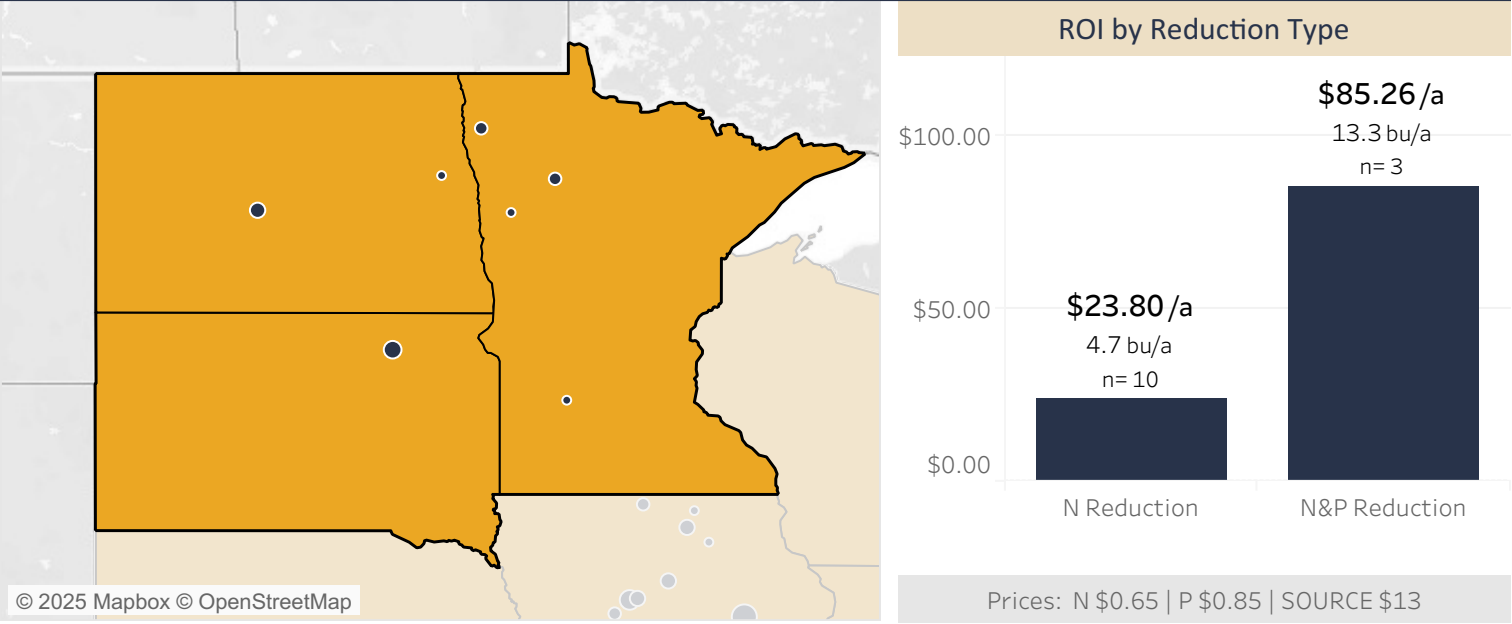 ROI by Reduction Type
$100.00
$50.00
$0.00
$85.26/a
13.3 bu/a
n= 3
$23.80/a
4.7 bu/a
n= 10
N Reduction
N&P Reduction
Prices: N $0.65 | P $0.85 | SOURCE $13
© 2025 Mapbox © OpenStreetMap